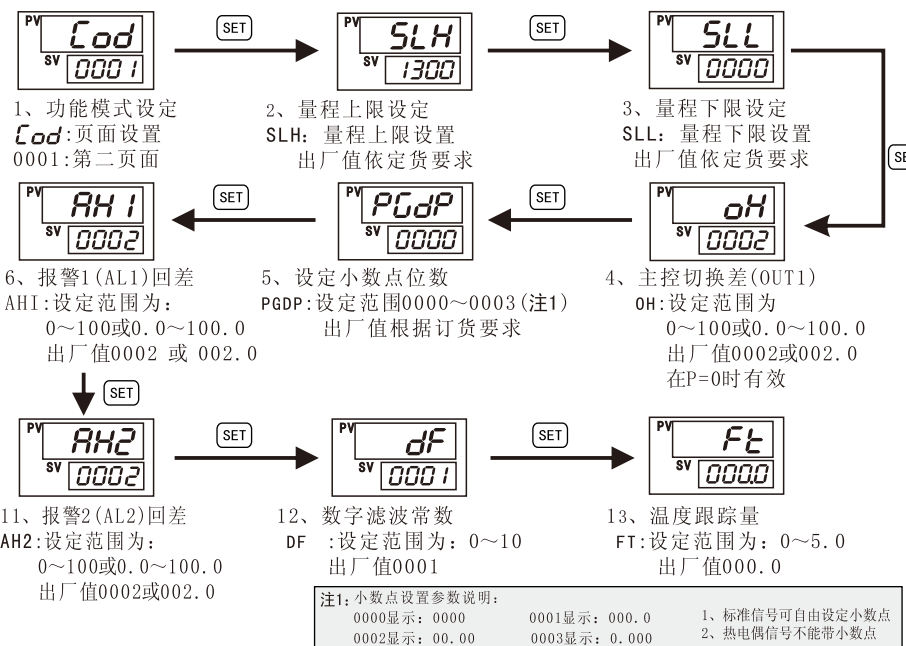 PV Cod
SV 0001
SET
PV SLH
SV 1300
SET
PV SLL
SV 0000
1、功能模式设定
Cod:页面设置
0001:第二页面
2、量程上限设定
SLH: 量程上限设置
出厂值依定货要求
3、量程下限设定
SLL: 量程下限设置
出厂值依定货要求
PV AH1
SV 0002
SET
PV PGdP
SV 0000
SET
PV oH
SV 0002
6、报警1(AL1)回差
AHI:设定范围为:
0~100或0.0~100.0
出厂值0002 或 002.0
5、设定小数点位数
PGDP:设定范围0000~0003(注1)
出厂值根据订货要求
4、主控切换差(OUT1)
OH:设定范围为
0~100或0.0~100.0
出厂值0002或002.0
在P=0时有效
SET
PV AH2
SV 0002
SET
PV dF
SV 0001
SET
PV Ft
SV 000.0
11、报警2(AL2)回差
AH2:设定范围为:
0~100或0.0~100.0
出厂值0002或002.0
12、数字滤波常数
DF :设定范围为: 0~10
出厂值0001
13、温度跟踪量
FT:设定范围为: 0~5.0
出厂值000.0
注1: 小数点设置参数说明:
0000显示: 0000 0001显示: 000.0 1、标准信号可自由设定小数点
0002显示: 00.00 0003显示: 0.000 2、热电偶信号不能带小数点